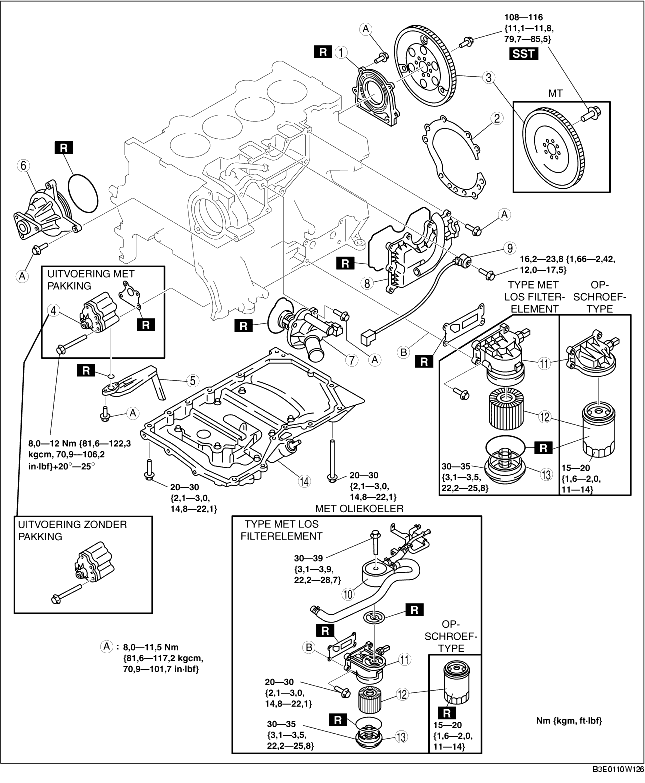 108—116
{11,1—11,8,
79,7—85,5}
SST
A
R
1
3
MT
2
R
6
A
A
9
16,2—23,8 {1,66—2,42,
12,0—17,5}
R
8
UITVOERING MET
PAKKING
4
R
R
7
A
B
R
TYPE MET
LOS FILTER-
ELEMENT
OP-
SCHROEF-
TYPE
11
R
5
A
12
R
13
8,0—12 Nm {81,6—122,3
kgcm, 70,9—106,2
in·lbf}+20°—25°
30—35
{3,1—3,5,
22,2—25,8}
15—20
{1,6—2,0,
11—14}
14
20—30
{2,1—3,0,
14,8—22,1}
20—30
{2,1—3,0,
14,8—22,1}
UITVOERING ZONDER
PAKKING
MET OLIEKOELER
TYPE MET LOS
FILTERELEMENT
30—39
{3,1—3,9,
22,2—28,7}
10
R
R
B
11
OP-
SCHROEF-
TYPE
A : 8,0—11,5 Nm
{81,6—117,2 kgcm,
70,9—101,7 in·lbf}
20—30
{2,1—3,0,
14,8—22,1}
12
R
R
30—35
{3,1—3,5,
22,2—25,8}
13
15—20
{1,6—2,0,
11—14}
Nm {kgm, ft·lbf}
B3E0110W126